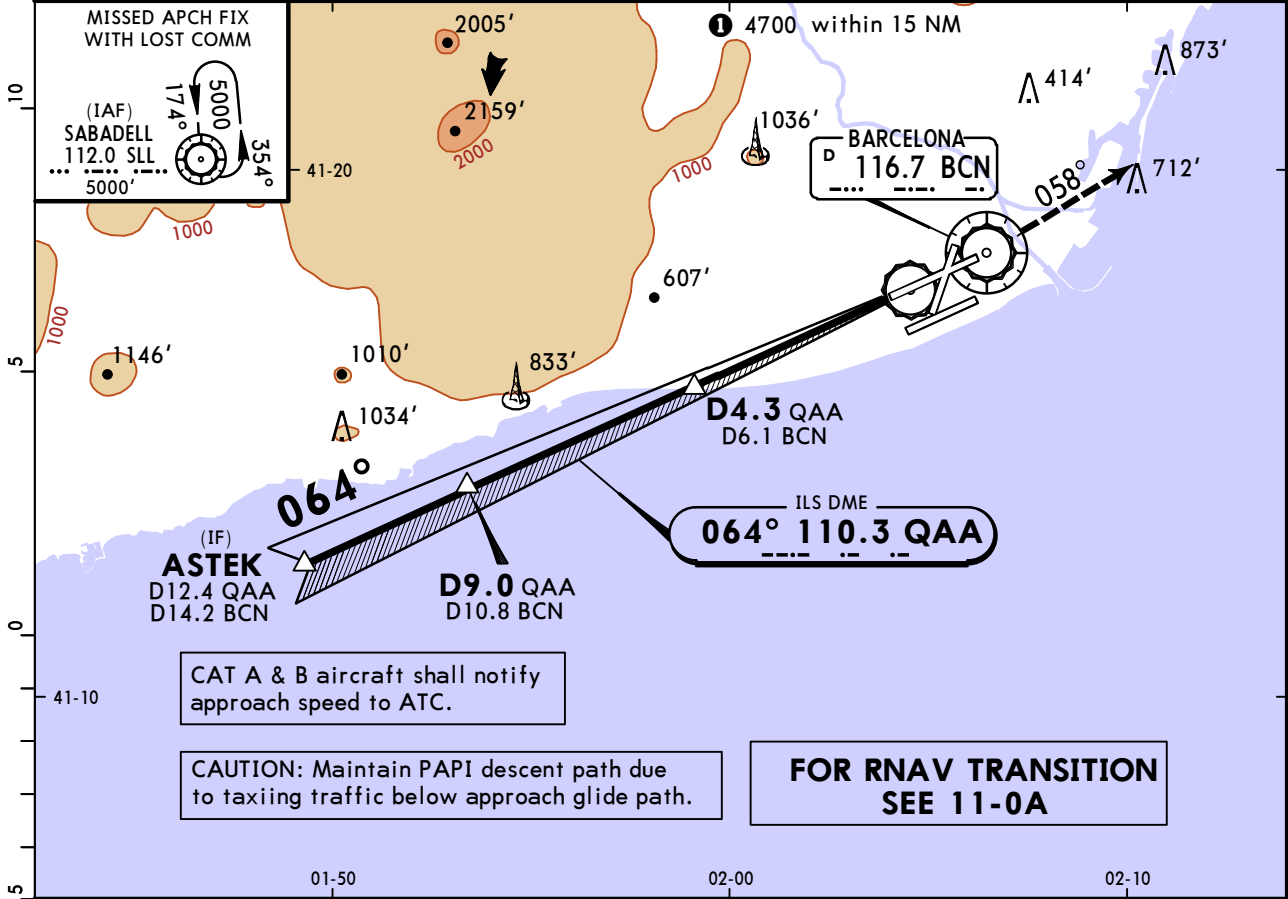 MISSED APCH FIX
WITH LOST COMM
(IAF)
SABADELL
112.0 SLL
5000'
174°
5000
354°
2005'
❶ 4700 within 15 NM
873'
414'
2159'
2000
1036'
1000
BARCELONA
D 116.7 BCN
058°
712'
10
41-20
1000
607'
1000
1146'
1010'
833'
5
1034'
D4.3 QAA
D6.1 BCN
064°
ILS DME
064° 110.3 QAA
(IF)
ASTEK
D12.4 QAA
D14.2 BCN
D9.0 QAA
D10.8 BCN
0
CAT A & B aircraft shall notify
approach speed to ATC.
41-10
CAUTION: Maintain PAPI descent path due
to taxiing traffic below approach glide path.
FOR RNAV TRANSITION
SEE 11-0A
5
01-50
02-00
02-10